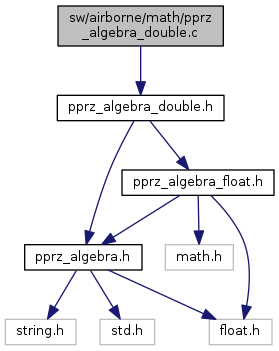 sw/airborne/math/pprz
_algebra_double.c
pprz_algebra_double.h
pprz_algebra_float.h
pprz_algebra.h
math.h
string.h
std.h
float.h